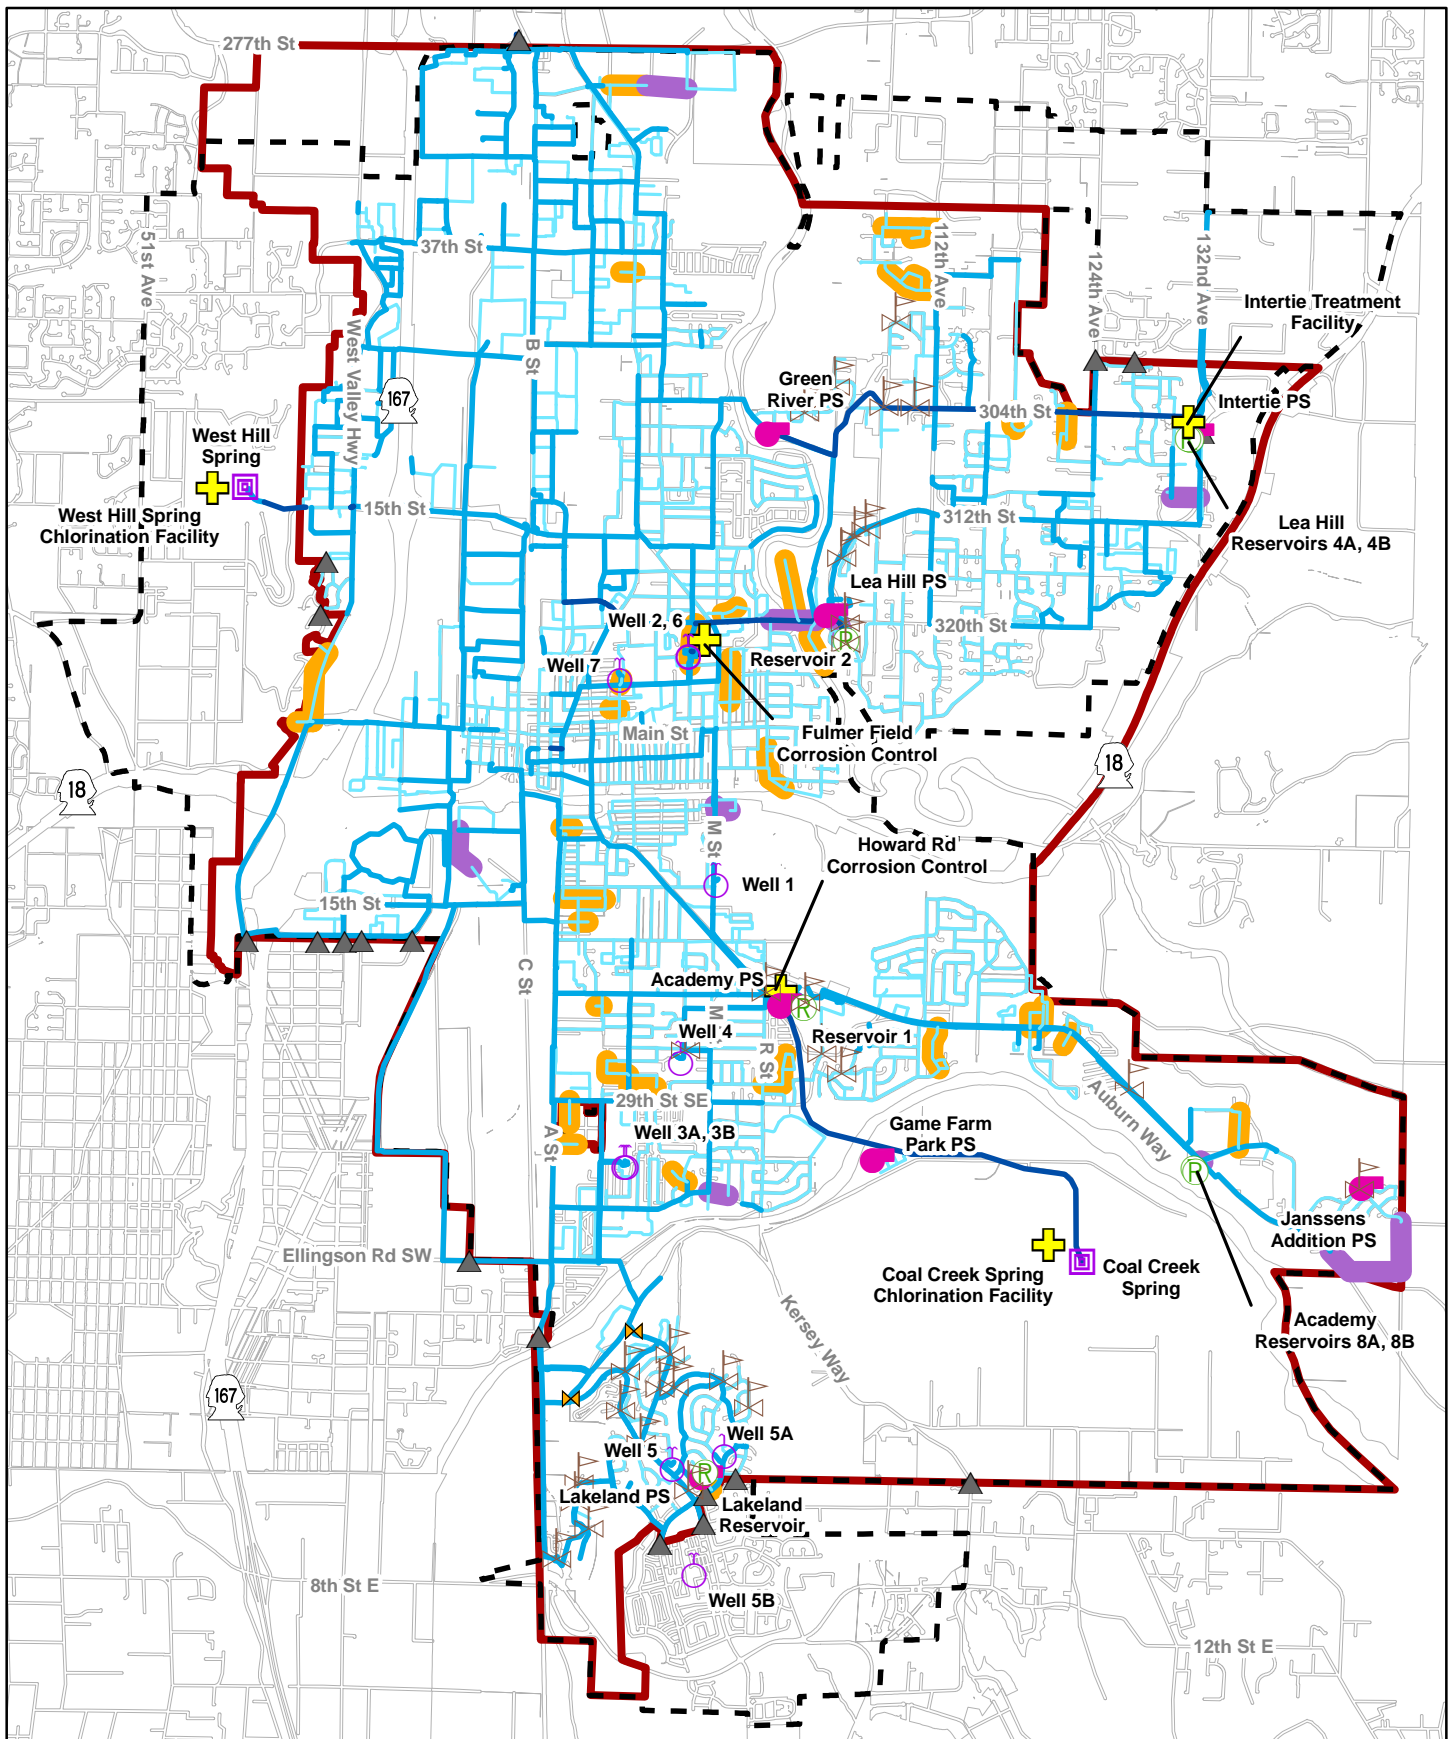 277th St
51st Ave
37th St
112th Ave
124th Ave
132nd Ave
Intertie Treatment
Facility
West Valley Hwy
B St
167
Green
River PS
304th St
Intertie PS
West Hill
Spring
15th St
West Hill Spring
Chlorination Facility
312th St
Lea Hill
Reservoirs 4A, 4B
R
Lea Hill PS
Well 2, 6
320th St
R
Reservoir 2
Well 7
Main St
Fulmer Field
Corrosion Control
18
18
M St
Howard Rd
Corrosion Control
Well 1
15th St
C St
Academy PS
R
M St
Well 4
R St
Reservoir 1
29th St SE
Auburn Way
A St
Well 3A, 3B
Game Farm
Park PS
R
Janssens
Addition PS
Ellingson Rd SW
Coal Creek Spring
Chlorination Facility
Coal Creek
Spring
Kersey Way
Academy
Reservoirs 8A, 8B
167
Well 5
Well 5A
R
Lakeland PS
Lakeland
Reservoir
8th St E
Well 5B
12th St E